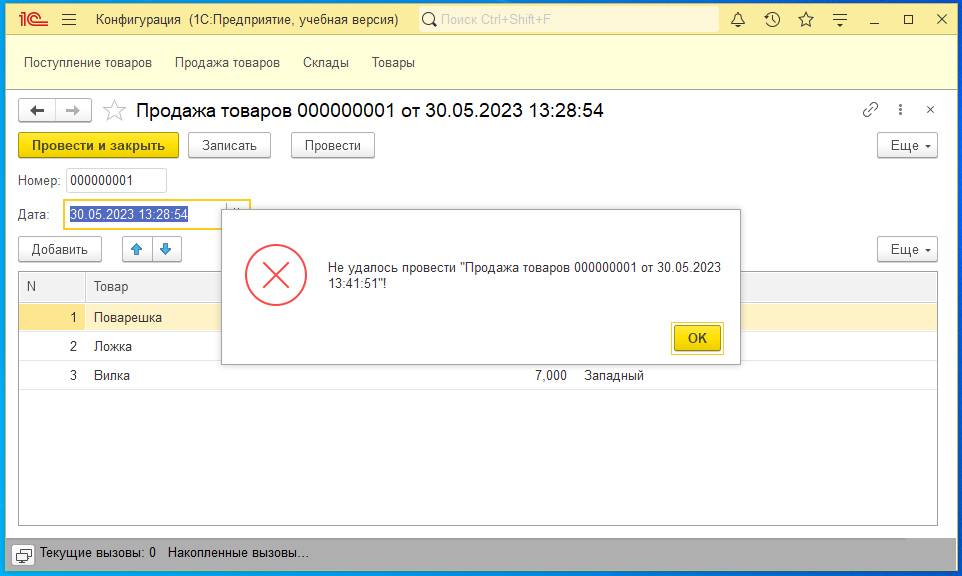 1С Конфигурация (1С:Предприятие, учебная версия) Поиск Ctrl+Shift+F
Поступление товаров Продажа товаров Склады Товары
Продажа товаров 000000001 от 30.05.2023 13:28:54
Провести и закрыть Записать Провести Еще
Номер: 000000001
Дата: 30.05.2023 13:28:54
Добавить Еще
N Товар
1 Поварешка
2 Ложка
3 Вилка 7,000 Западный
Не удалось провести "Продажа товаров 000000001 от 30.05.2023
13:41:51"!
OK
Текущие вызовы: 0 Накопленные вызовы...